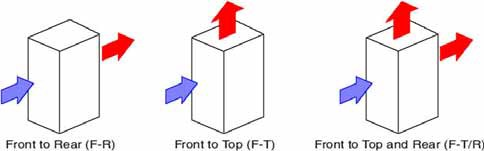 Front to Rear (F-R)
Front to Top (F-T)
Front to Top and Rear (F-T/R)